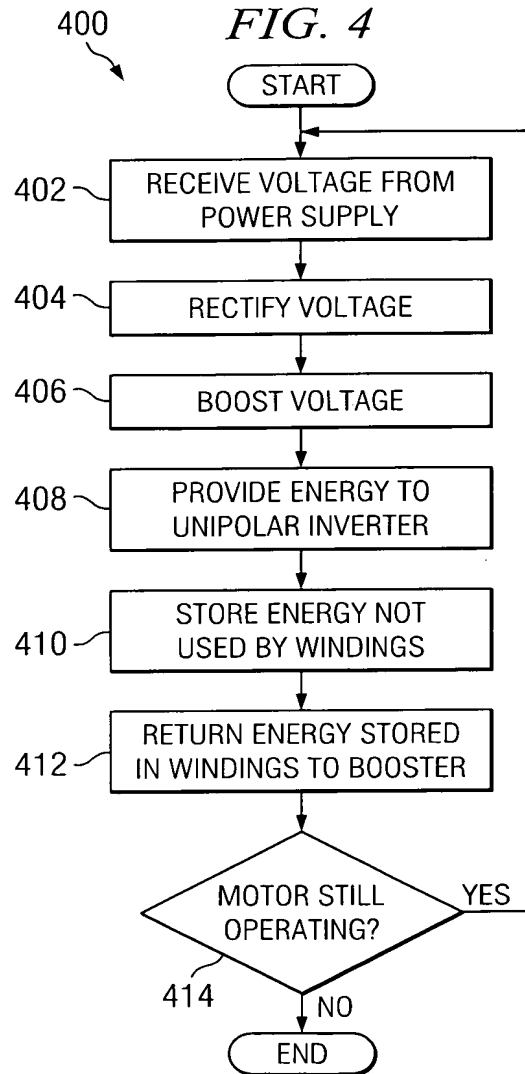 400
FIG. 4
START
402
RECEIVE VOLTAGE FROM
POWER SUPPLY
404
RECTIFY VOLTAGE
406
BOOST VOLTAGE
408
PROVIDE ENERGY TO
UNIPOLAR INVERTER
410
STORE ENERGY NOT
USED BY WINDINGS
412
RETURN ENERGY STORED
IN WINDINGS TO BOOSTER
MOTOR STILL
OPERATING?
YES
414
NO
END